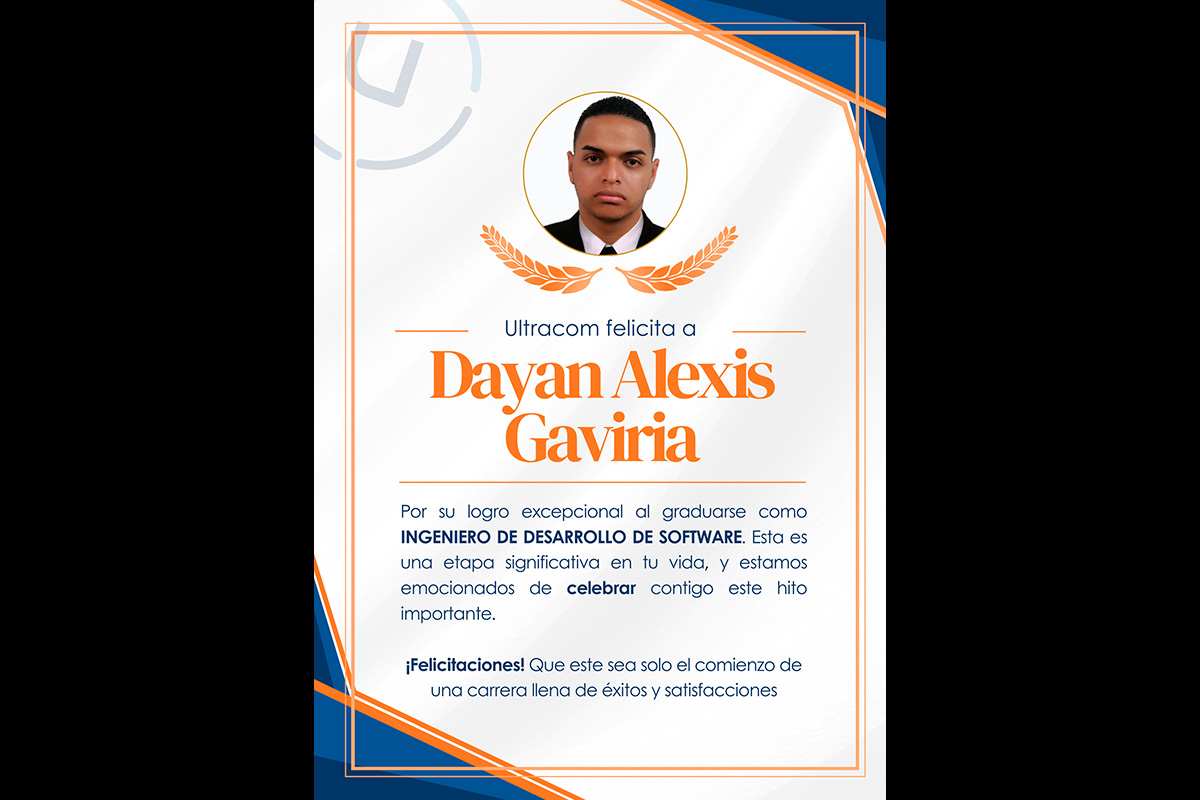 Ultracom felicita a
Dayan Alexis
Gaviria
Por su logro excepcional al graduarse como
INGENIERO DE DESARROLLO DE SOFTWARE. Esta es
una etapa significativa en tu vida, y estamos
emocionados de celebrar contigo este hito
importante.
¡Felicitaciones! Que este sea solo el comienzo de
una carrera llena de éxitos y satisfacciones